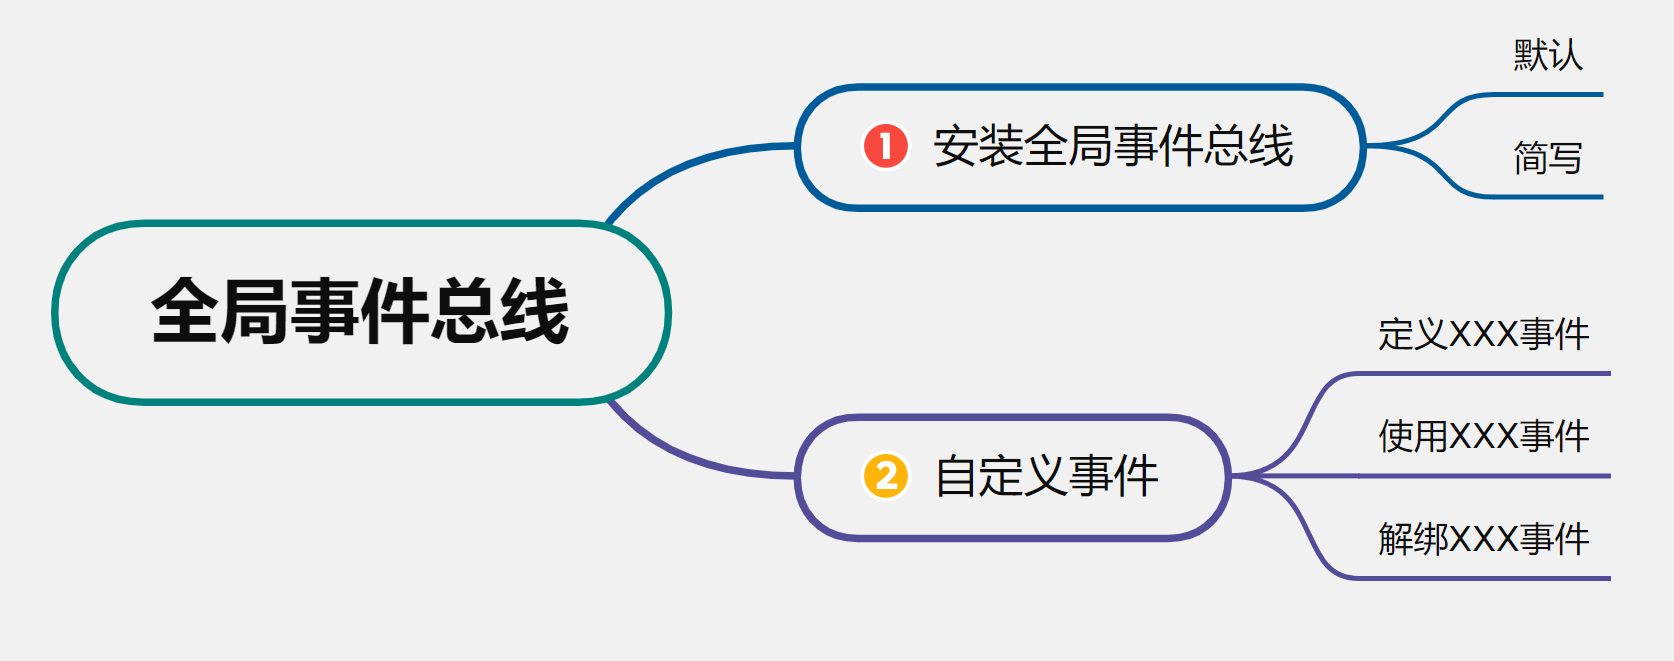 全局事件总线
1 安装全局事件总线
默认
简写
2 自定义事件
定义XXX事件
使用XXX事件
解绑XXX事件